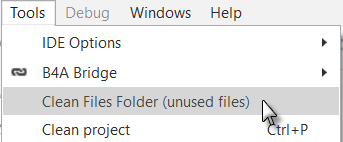 Tools Debug Windows Help
IDE Options
B4A Bridge
Clean Files Folder (unused files)
Clean project Ctrl+P